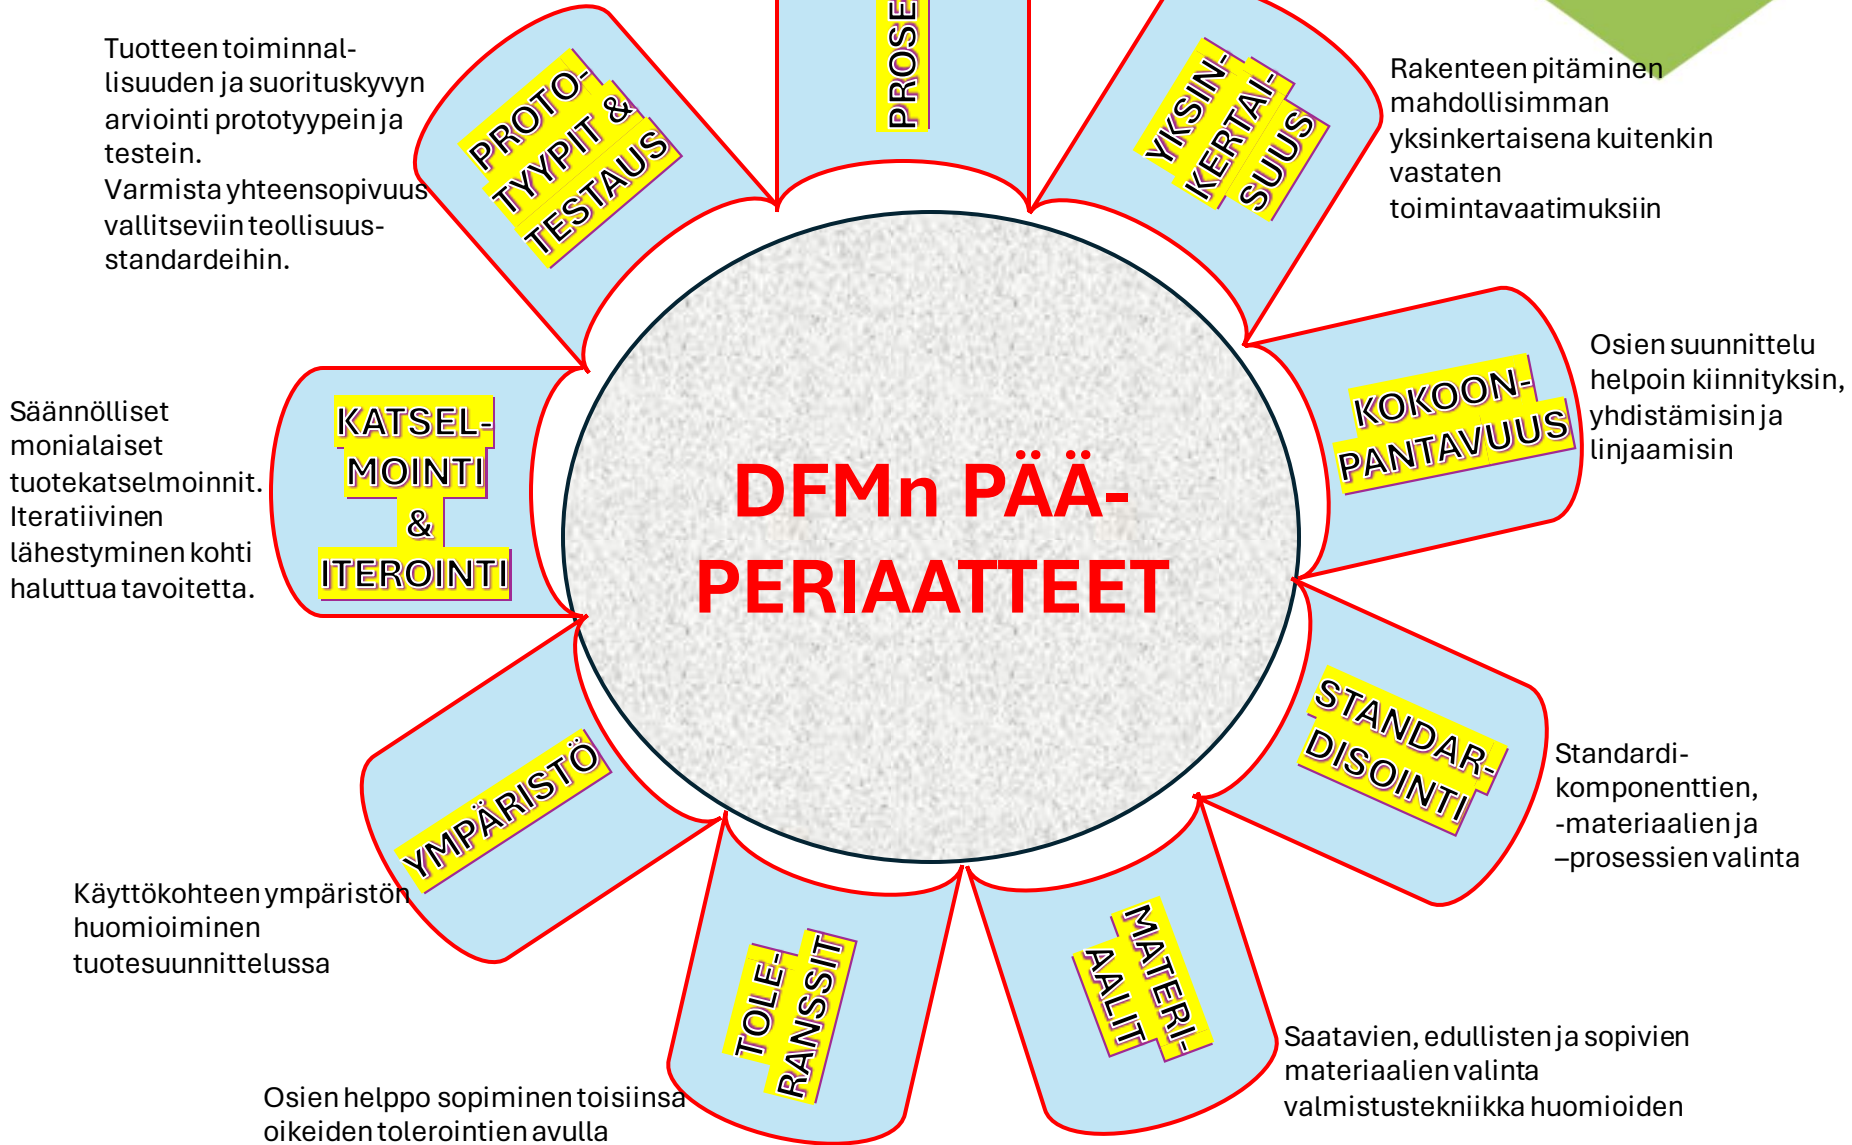 PROSE
YKSIN-
KERTAI-
SUUS
Rakenteen pitäminen
mahdollisimman
yksinkertaisena kuitenkin
vastaten
toimintavaatimuksiin
KOKOON-
PANTAVUUS
Osien suunnittelu
helpoin kiinnityksin,
yhdistämisin ja
linjaamisin
STANDAR-
DISOINTI
Standardi-
komponenttien,
-materiaalien ja
–prosessien valinta
MATERI-
AALIT
Saatavien, edullisten ja sopivien
materiaalien valinta
valmistustekniikka huomioiden
TOLE-
RANSSIT
Osien helppo sopiminen toisiinsa
oikeiden tolerointien avulla
YMPÄRISTÖ
Käyttökohteen ympäristön
huomioiminen
tuotesuunnittelussa
KATSEL-
MOINTI
&
ITEROINTI
Säännölliset
monialaiset
tuotekatselmoinnit.
Iteratiivinen
lähestyminen kohti
haluttua tavoitetta.
PROTO-
TYYPIT &
TESTAUS
Tuotteen toiminnal-
lisuuden ja suorituskyvyn
arviointi prototyypein ja
testein.
Varmista yhteensopivuus
vallitseviin teollisuus-
standardeihin.
DFMn PÄÄ-
PERIAATTEET